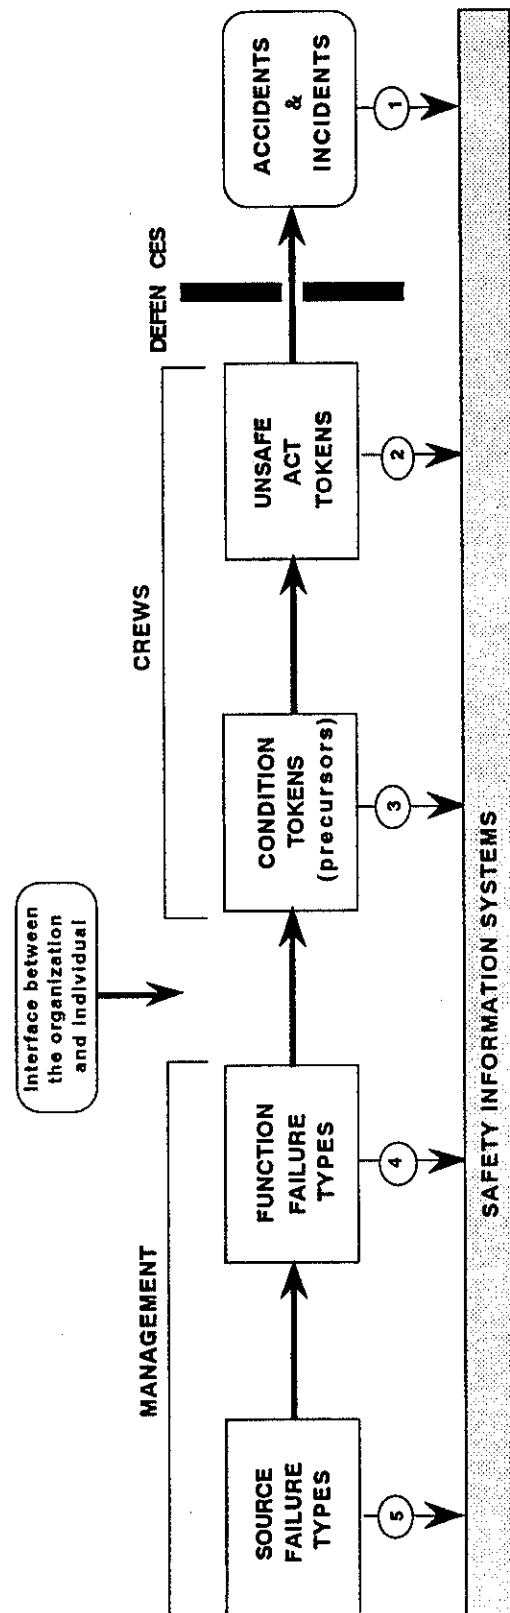 Interface between
the organization
and individual
MANAGEMENT
CREWS
DEFEN CES
SOURCE
FAILURE
TYPES
FUNCTION
FAILURE
TYPES
CONDITION
TOKENS
(precursors)
UNSAFE
ACT
TOKENS
ACCIDENTS
&
INCIDENTS
5
4
3
2
1
SAFETY INFORMATION SYSTEMS